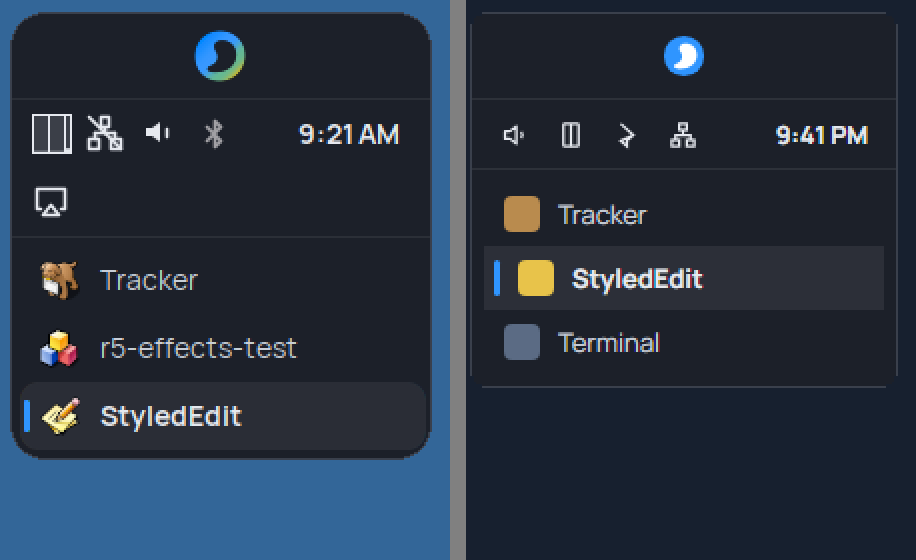 9:21 AM
Tracker
r5-effects-test
StyledEdit
9:41 PM
Tracker
StyledEdit
Terminal